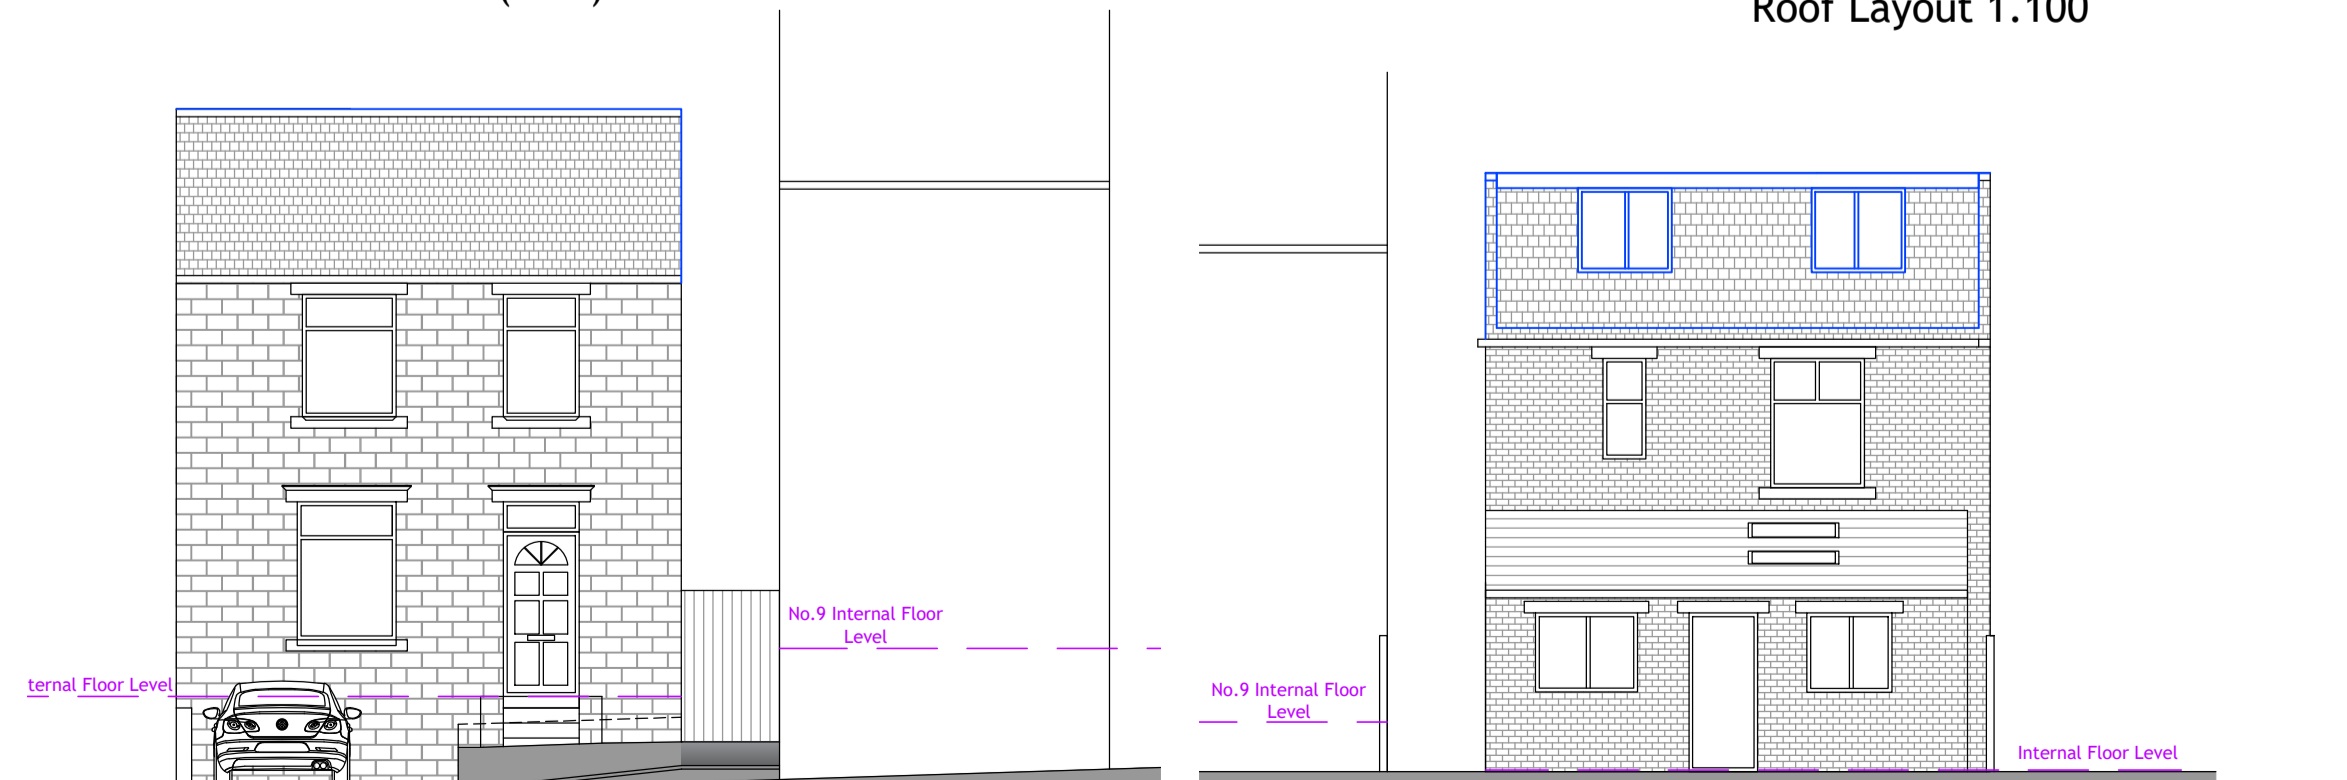 Roof Layout 1.100
No.9 Internal Floor
Level
ternal Floor Level
No.9 Internal Floor
Level
Internal Floor Level